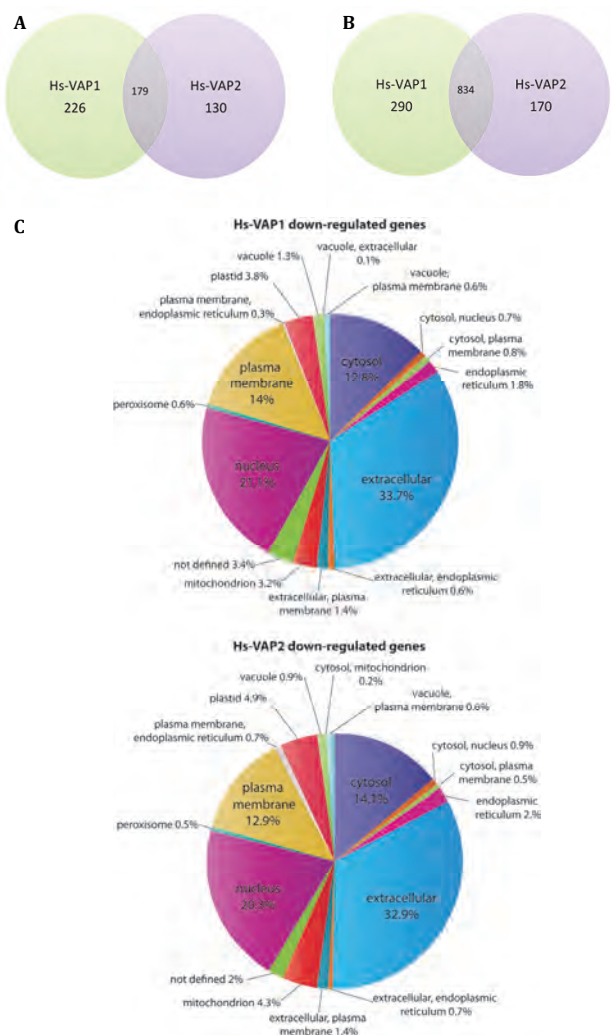 A
Hs-VAP1
226
179
Hs-VAP2
130
B
Hs-VAP1
290
834
Hs-VAP2
170
C
Hs-VAP1 down-regulated genes
vacuole, extracellular
0.1%
vacuole 1.3%
vacuole,
plasma membrane 0.6%
plastid 3.8%
plasma membrane,
endoplasmic reticulum 0.3%
cytosol, nucleus 0.7%
cytosol, plasma
membrane 0.8%
endoplasmic
reticulum 1.8%
cytosol
12.8%
plasma
membrane
14%
peroxisome 0.6%
nucleus
21.1%
extracellular
33.7%
not defined 3.4%
mitochondrion 3.2%
extracellular, plasma
membrane 1.4%
extracellular, endoplasmic
reticulum 0.6%
Hs-VAP2 down-regulated genes
vacuole 0.9%
cytosol, mitochondrion
0.2%
vacuole,
plasma membrane 0.6%
plastid 4.9%
plasma membrane,
endoplasmic reticulum 0.7%
cytosol, nucleus 0.9%
cytosol, plasma
membrane 0.5%
endoplasmic
reticulum 2.%
cytosol
14.1%
plasma
membrane
12.9%
peroxisome 0.5%
nucleus
20.3%
extracellular
32.9%
not defined 2%
mitochondrion 4.3%
extracellular, plasma
membrane 1.4%
extracellular, endoplasmic
reticulum 0.7%